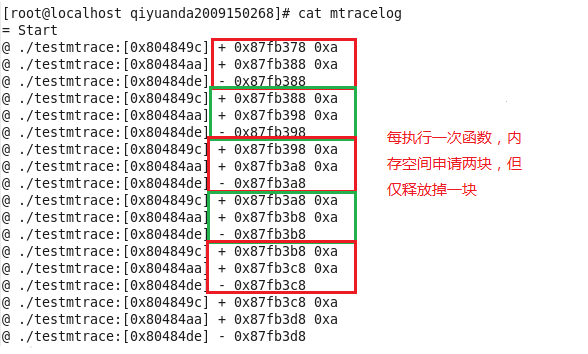 [root@localhost qiyuanda2009150268]# cat mtracelog
= Start
@ ./testmtrace:[0x804849c] + 0x87fb378 0xa
@ ./testmtrace:[0x80484aa] + 0x87fb388 0xa
@ ./testmtrace:[0x80484de] - 0x87fb388
@ ./testmtrace:[0x804849c] + 0x87fb388 0xa
@ ./testmtrace:[0x80484aa] + 0x87fb398 0xa
@ ./testmtrace:[0x80484de] - 0x87fb398
@ ./testmtrace:[0x804849c] + 0x87fb398 0xa
@ ./testmtrace:[0x80484aa] + 0x87fb3a8 0xa
@ ./testmtrace:[0x80484de] - 0x87fb3a8
@ ./testmtrace:[0x804849c] + 0x87fb3a8 0xa
@ ./testmtrace:[0x80484aa] + 0x87fb3b8 0xa
@ ./testmtrace:[0x80484de] - 0x87fb3b8
@ ./testmtrace:[0x804849c] + 0x87fb3b8 0xa
@ ./testmtrace:[0x80484aa] + 0x87fb3c8 0xa
@ ./testmtrace:[0x80484de] - 0x87fb3c8
@ ./testmtrace:[0x804849c] + 0x87fb3c8 0xa
@ ./testmtrace:[0x80484aa] + 0x87fb3d8 0xa
@ ./testmtrace:[0x80484de] - 0x87fb3d8
每执行一次函数，内
存空间申请两块，但
仅释放掉一块